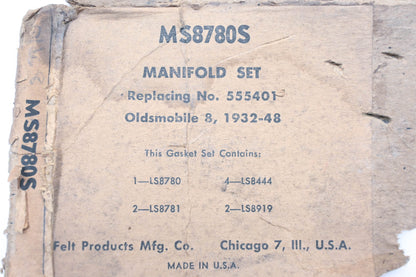 MS8780S
MANIFOLD SET
Replacing No. 555401
Oldsmobile 8, 1932-48
This Gasket Set Contains:
1—LS8780 4—LS8444
2—LS8781 2—LS8919
Felt Products Mfg. Co. Chicago 7, Ill., U.S.A.
MADE IN U.S.A.
MS8780S